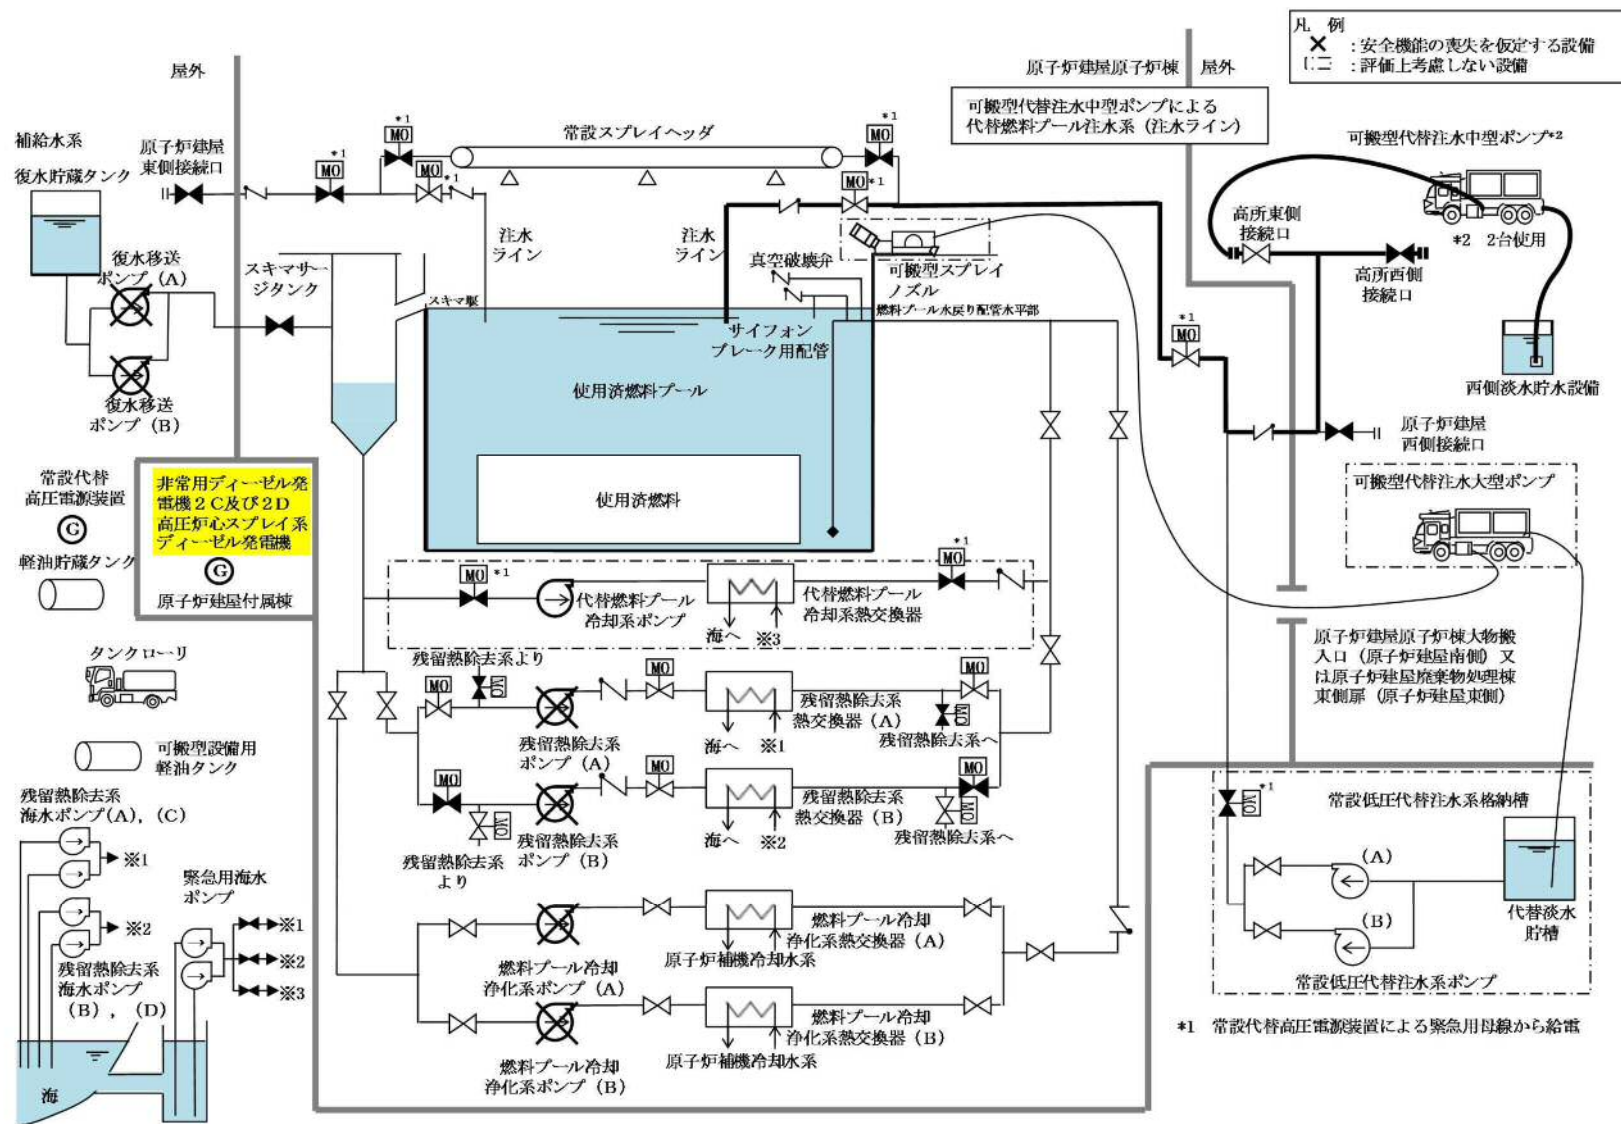 凡 例
✕ : 安全機能の喪失を仮定する設備
: 評価上考慮しない設備
屋外
原子炉建屋原子炉棟
屋外
可搬型代替注水中型ポンプによる
代替燃料プール注水系(注水ライン)
補給水系
復水貯蔵タンク
原子炉建屋
東側接続口
MO *1
MO *1
MO *1
常設スプレイヘッダ
MO *1
MO *1
可搬型代替注水中型ポンプ*2
*2 2台使用
高所東側
接続口
高所西側
接続口
復水移送
ポンプ(A)
スキマサー
ジタンク
注水
ライン
注水
ライン
真空破壊弁
可搬型スプレイ
ノズル
スキマ堰
燃料プール水戻り配管水平部
サイフォン
ブレーク用配管
MO *1
西側淡水貯水設備
復水移送
ポンプ(B)
使用済燃料プール
使用済燃料
原子炉建屋
西側接続口
常設代替
高圧電源装置
G
非常用ディーゼル発
電機2C及び2D
高圧炉心スプレイ系
ディーゼル発電機
G
原子炉建屋付属棟
軽油貯蔵タンク
可搬型代替注水大型ポンプ
MO *1
代替燃料プール
冷却系ポンプ
海へ
※3
代替燃料プール
冷却系熱交換器
MO *1
原子炉建屋原子炉棟大物搬
入口(原子炉建屋南側)又
は原子炉建屋廃棄物処理棟
東側扉(原子炉建屋東側)
タンクローリ
可搬型設備用
軽油タンク
残留熱除去系より
MO
MO
MO
MO
MO
残留熱除去系
ポンプ(A)
海へ
※1
残留熱除去系
熱交換器(A)
残留熱除去系へ
MO
MO
MO
MO
MO
残留熱除去系
より
残留熱除去系
ポンプ(B)
海へ
※2
残留熱除去系
熱交換器(B)
残留熱除去系へ
残留熱除去系
海水ポンプ(A),(C)
※1
※2
残留熱除去系
海水ポンプ
(B),(D)
緊急用海水
ポンプ
※1
※2
※3
海
燃料プール冷却
浄化系ポンプ(A)
原子炉補機冷却水系
燃料プール冷却
浄化系熱交換器(A)
燃料プール冷却
浄化系ポンプ(B)
原子炉補機冷却水系
燃料プール冷却
浄化系熱交換器(B)
MO *1
常設低圧代替注水系格納槽
(A)
(B)
代替淡水
貯槽
常設低圧代替注水系ポンプ
*1 常設代替高圧電源装置による緊急用母線から給電